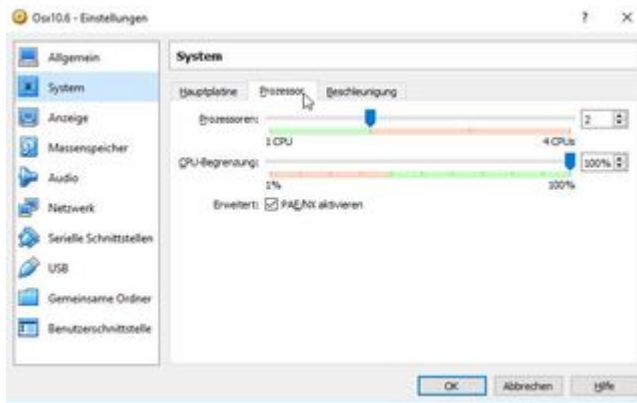 Osx10.6 - Einstellungen ? ×
Allgemein
System
Anzeige
Massenspeicher
Audio
Netzwerk
Serielle Schnittstellen
USB
Gemeinsame Ordner
Benutzerschnittstelle
System
Hauptplatine Prozessor Beschleunigung
Prozessoren: 2
1 CPU 4 CPUs
CPU-Begrenzung: 100%
1% 100%
Erweitert: PAE/NX aktivieren
OK Abbrechen Hilfe